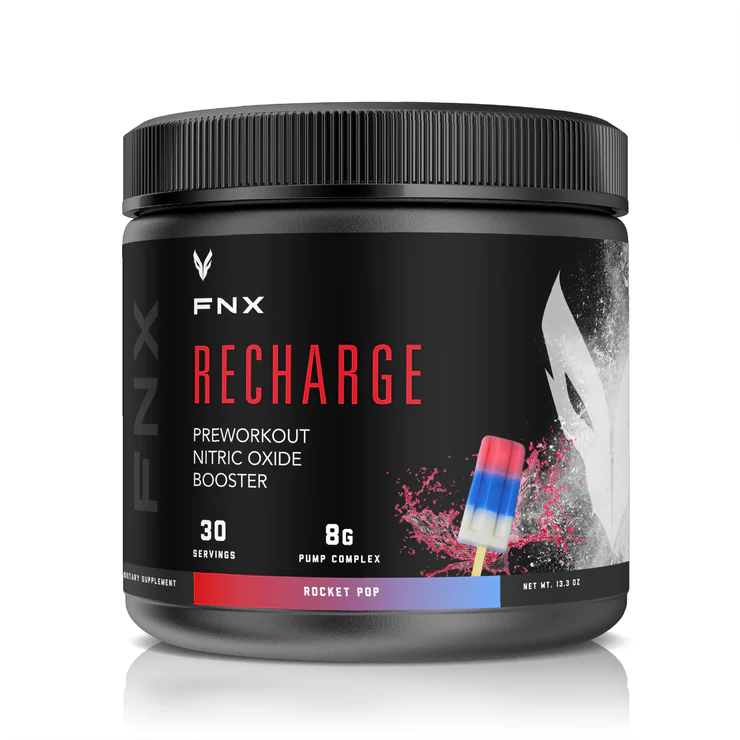 FNX
FNX
RECHARGE
PREWORKOUT
NITRIC OXIDE
BOOSTER
30
SERVINGS
8G
PUMP COMPLEX
SUPPLEMENT
ROCKET POP
NET WT. 13.3 OZ